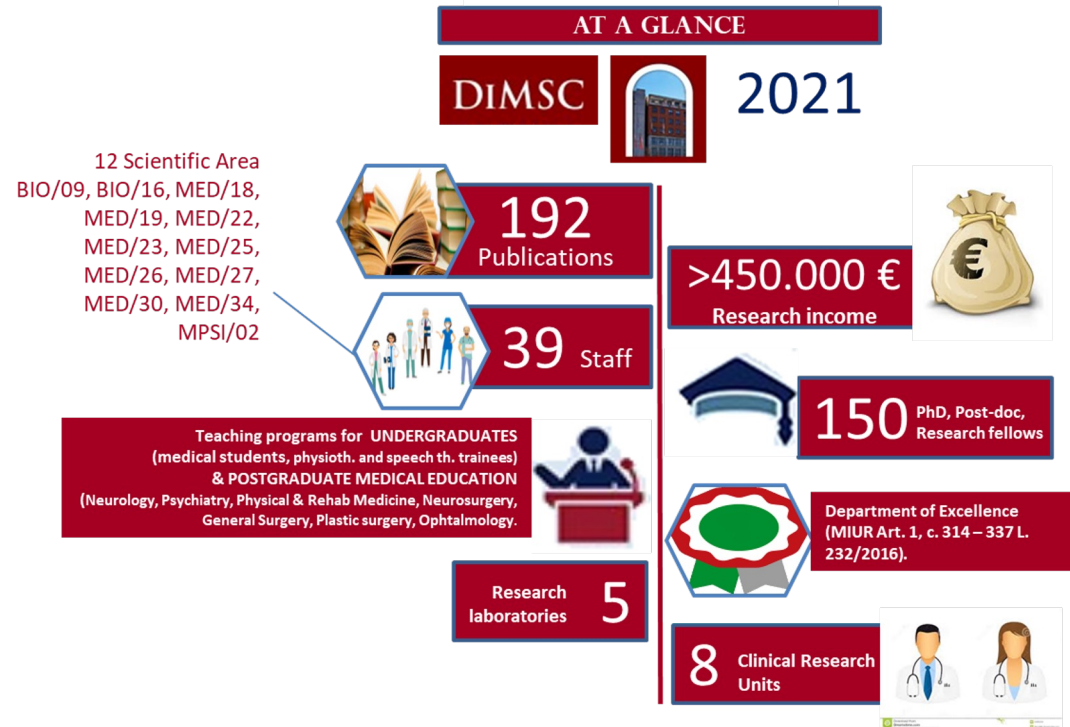 AT A GLANCE
DIMSC
2021
12 Scientific Area
BIO/09, BIO/16, MED/18,
MED/19, MED/22,
MED/23, MED/25,
MED/26, MED/27,
MED/30, MED/34,
MPSI/02
192
Publications
>450.000 €
Research income
39 Staff
150 PhD, Post-doc,
Research fellows
Teaching programs for UNDERGRADUATES
(medical students, physioth. and speech th. trainees)
& POSTGRADUATE MEDICAL EDUCATION
(Neurology, Psychiatry, Physical & Rehab Medicine, Neurosurgery,
General Surgery, Plastic surgery, Ophtalmology.
Department of Excellence
(MIUR Art. 1, c. 314 – 337 L.
232/2016).
Research
laboratories 5
8 Clinical Research
Units